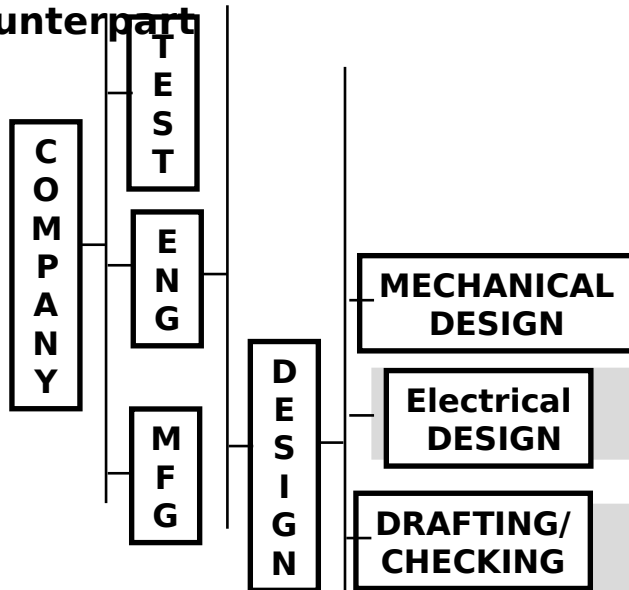 unterpart
TEST
COMPANY
ENG
MFG
DESIGN
MECHANICAL
DESIGN
Electrical
DESIGN
DRAFTING/
CHECKING